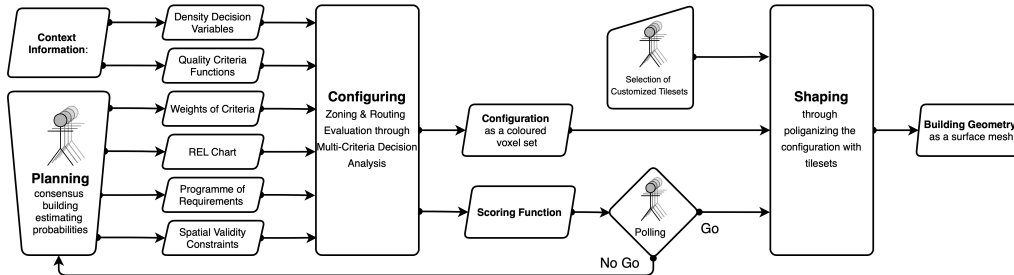 Context
Information:
Density Decision
Variables
Quality Criteria
Functions
Planning
consensus
building
estimating
probabilities
Weights of Criteria
REL Chart
Programme of
Requirements
Spatial Validity
Constraints
Configuring
Zoning & Routing
Evaluation through
Multi-Criteria Decision
Analysis
Configuration
as a coloured
voxel set
Scoring Function
Selection of
Customized Tilesets
Polling
Go
No Go
Shaping
through
poliganizing the
configuration with
tilesets
Building Geometry
as a surface mesh